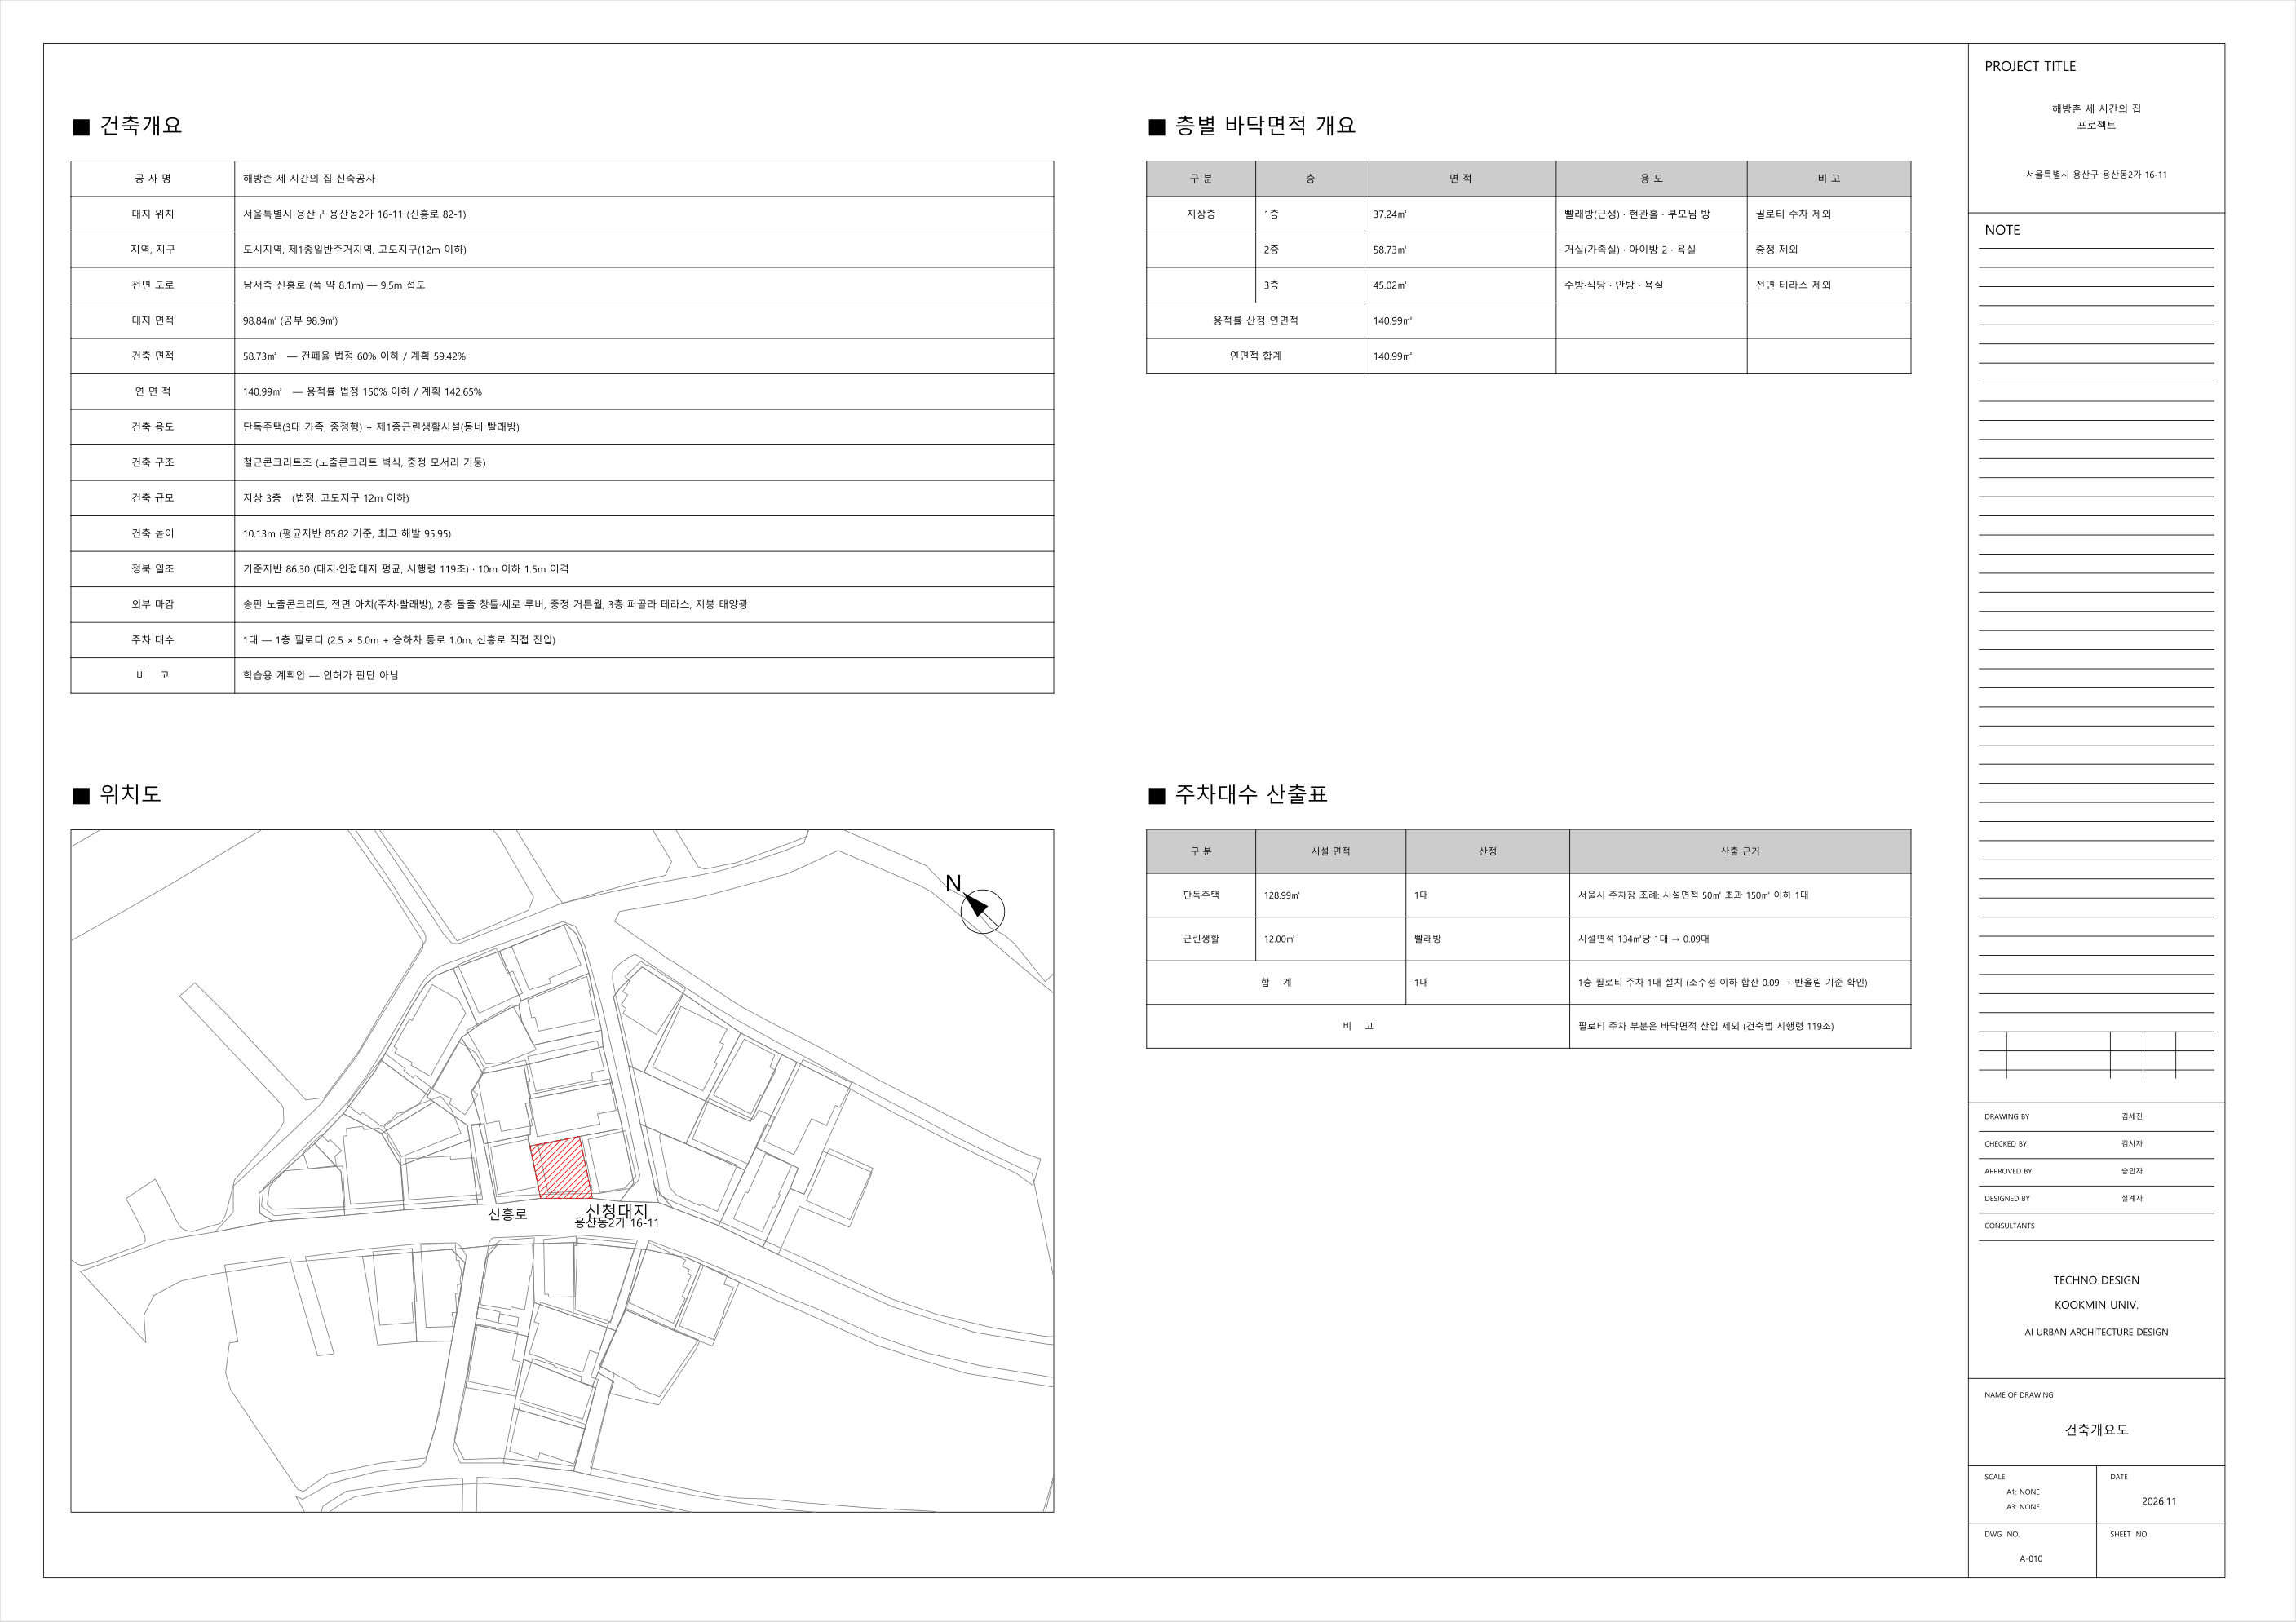 ■ 건축개요
공 사 명 해방촌 세 시간의 집 신축공사
대지 위치 서울특별시 용산구 용산동2가 16-11 (신흥로 82-1)
지역, 지구 도시지역, 제1종일반주거지역, 고도지구(12m 이하)
전면 도로 남서측 신흥로 (폭 약 8.1m) — 9.5m 접도
대지 면적 98.84㎡ (공부 98.9㎡)
건축 면적 58.73㎡ — 건폐율 법정 60% 이하 / 계획 59.42%
연 면 적 140.99㎡ — 용적률 법정 150% 이하 / 계획 142.65%
건축 용도 단독주택(3대 가족, 중정형) + 제1종근린생활시설(동네 빨래방)
건축 구조 철근콘크리트조 (노출콘크리트 벽식, 중정 모서리 기둥)
건축 규모 지상 3층 (법정: 고도지구 12m 이하)
건축 높이 10.13m (평균지반 85.82 기준, 최고 해발 95.95)
정북 일조 기준지반 86.30 (대지·인접대지 평균, 시행령 119조) · 10m 이하 1.5m 이격
외부 마감 송판 노출콘크리트, 전면 아치(주차·빨래방), 2층 돌출 창틀·세로 루버, 중정 커튼월, 3층 퍼골라 테라스, 지붕 태양광
주차 대수 1대 — 1층 필로티 (2.5 × 5.0m + 승하차 통로 1.0m, 신흥로 직접 진입)
비 고 학습용 계획안 — 인허가 판단 아님
■ 층별 바닥면적 개요
구 분 층 면 적 용 도 비 고
지상층 1층 37.24㎡ 빨래방(근생) · 현관홀 · 부모님 방 필로티 주차 제외
2층 58.73㎡ 거실(가족실) · 아이방 2 · 욕실 중정 제외
3층 45.02㎡ 주방·식당 · 안방 · 욕실 전면 테라스 제외
용적률 산정 연면적 140.99㎡
연면적 합계 140.99㎡
■ 위치도
N
신흥로
신청대지
용산동2가 16-11
■ 주차대수 산출표
구 분 시설 면적 산정 산출 근거
단독주택 128.99㎡ 1대 서울시 주차장 조례: 시설면적 50㎡ 초과 150㎡ 이하 1대
근린생활 12.00㎡ 빨래방 시설면적 134㎡당 1대 → 0.09대
합 계 1대 1층 필로티 주차 1대 설치 (소수점 이하 합산 0.09 → 반올림 기준 확인)
비 고 필로티 주차 부분은 바닥면적 산입 제외 (건축법 시행령 119조)
PROJECT TITLE
해방촌 세 시간의 집
프로젝트
서울특별시 용산구 용산동2가 16-11
NOTE
DRAWING BY 김세진
CHECKED BY 검사자
APPROVED BY 승인자
DESIGNED BY 설계자
CONSULTANTS
TECHNO DESIGN
KOOKMIN UNIV.
AI URBAN ARCHITECTURE DESIGN
NAME OF DRAWING
건축개요도
SCALE DATE
A1: NONE
A3: NONE
2026.11
DWG NO. SHEET NO.
A-010